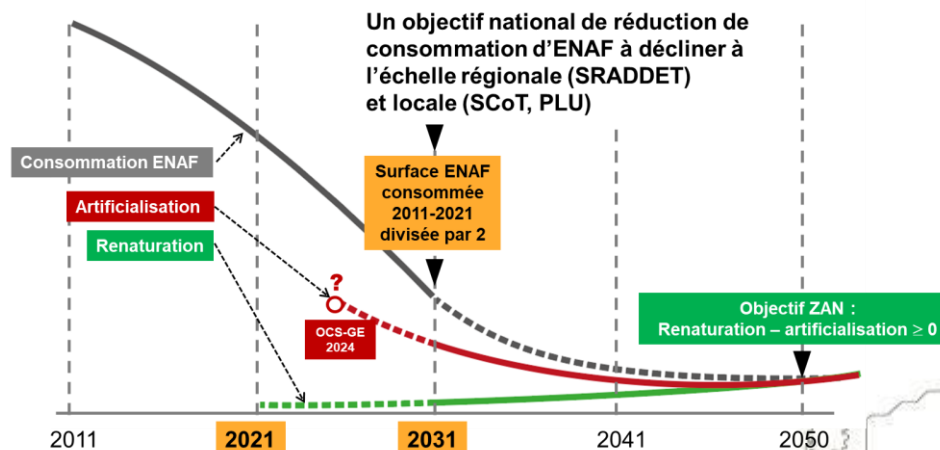 Un objectif national de réduction de
consommation d’ENAF à décliner à
l’échelle régionale (SRADDET)
et locale (SCoT, PLU)
Consommation ENAF
Artificialisation
Renaturation
Surface ENAF
consommée
2011-2021
divisée par 2
?
OCS-GE
2024
Objectif ZAN :
Renaturation – artificialisation ≥ 0
2011
2021
2031
2041
2050